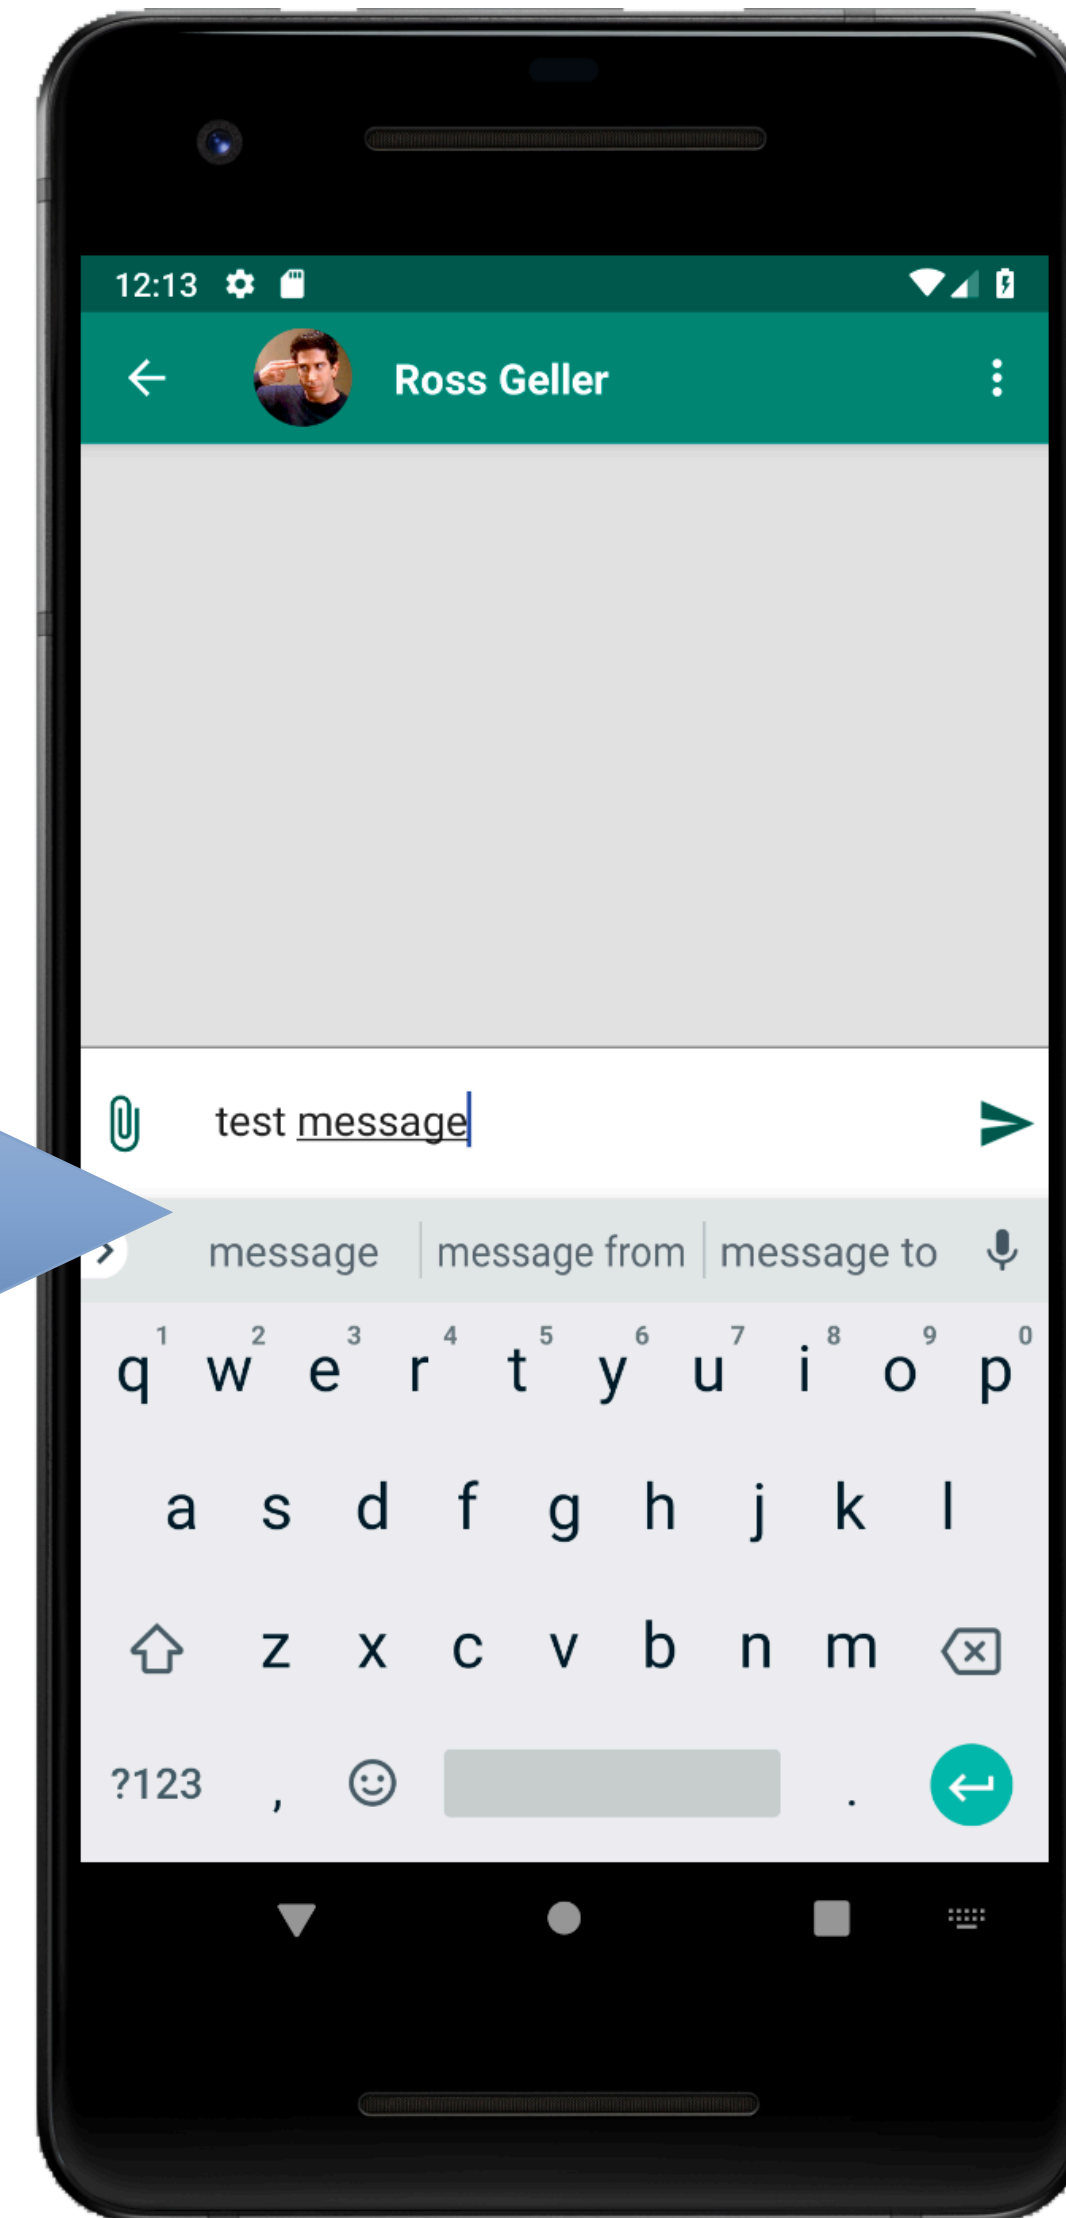 12:13
Ross Geller
test message
message message from message to
1 2 3 4 5 6 7 8 9 0
q w e r t y u i o p
a s d f g h j k l
z x c v b n m
?123 , .